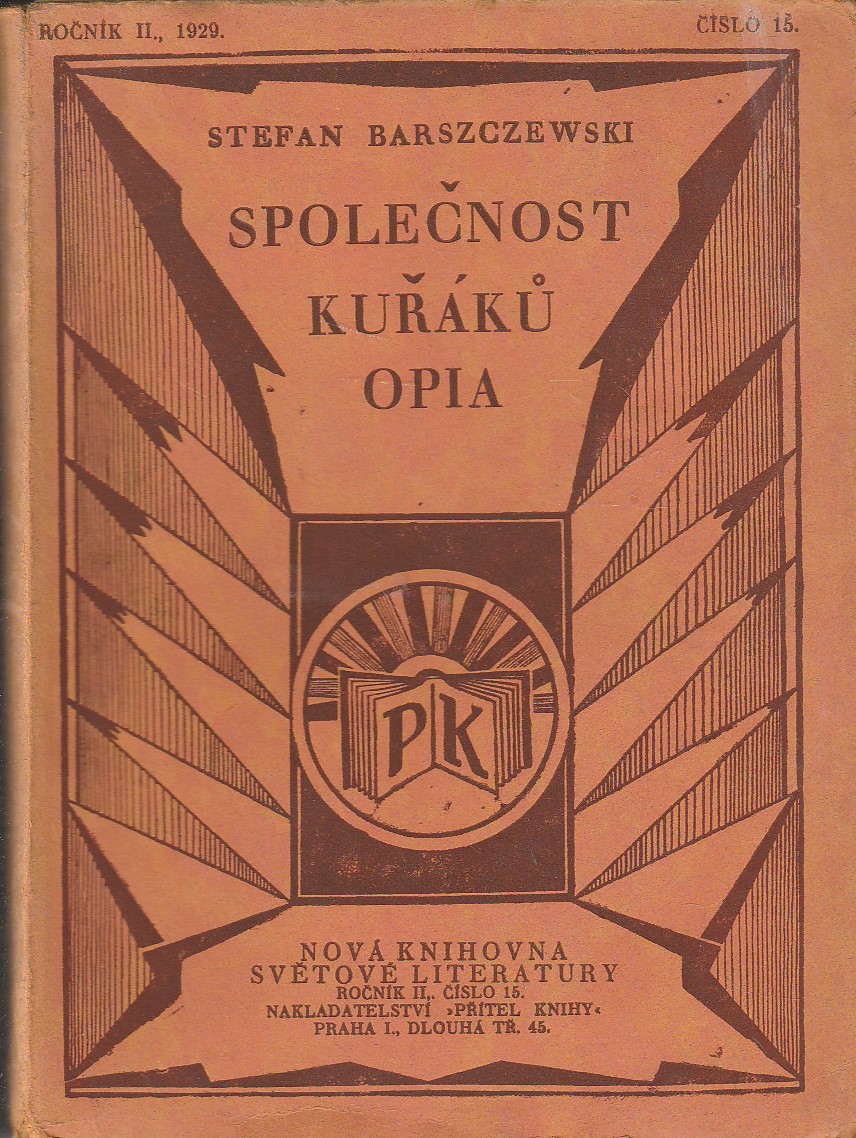 ROČNÍK II., 1929.
ČÍSLO 15.
STEFAN BARSZCZEWSKI
SPOLEČNOST
KUŘÁKŮ
OPIA
PK
NOVÁ KNIHOVNA
SVĚTOVÉ LITERATURY
ROČNÍK II,. ČÍSLO 15.
NAKLADATELSTVÍ ›PŘÍTEL KNIHY‹
PRAHA I., DLOUHÁ TŘ. 45.